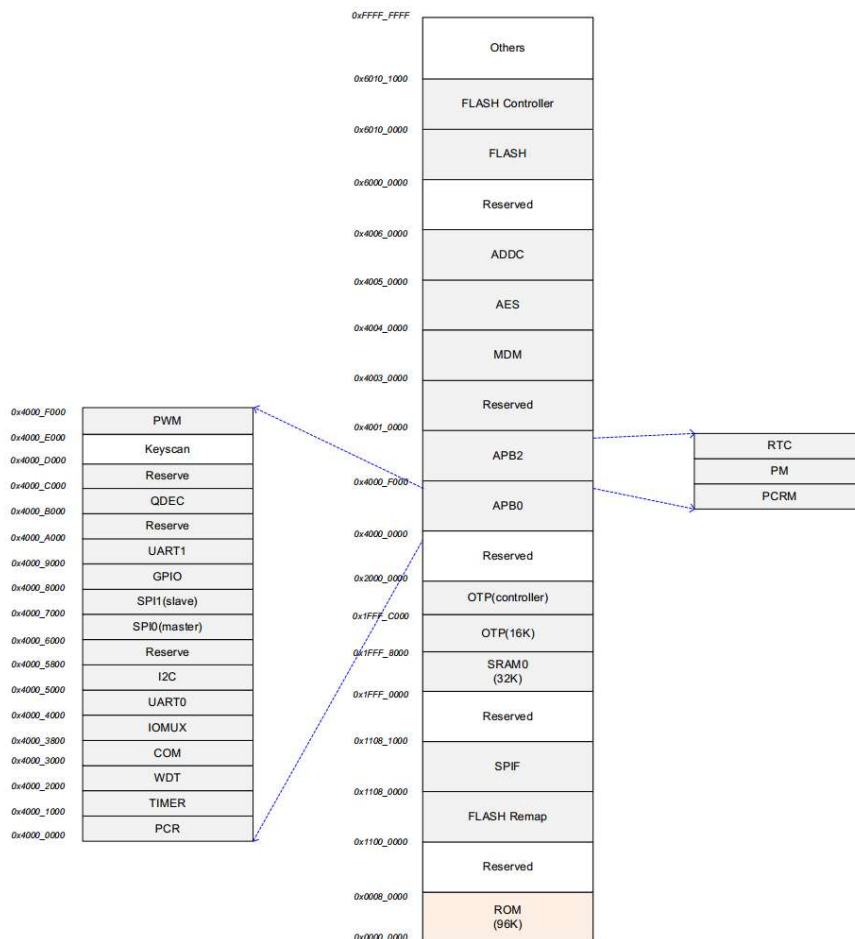 0xFFFF_FFFF
Others
0x6010_1000
FLASH Controller
0x6010_0000
FLASH
0x6000_0000
Reserved
0x4006_0000
ADDC
0x4005_0000
AES
0x4004_0000
MDM
0x4003_0000
Reserved
0x4001_0000
APB2
0x4000_F000
APB0
0x4000_0000
Reserved
0x2000_0000
OTP(controller)
0x1FFF_C000
OTP(16K)
0x1FFF_8000
SRAM0
(32K)
0x1FFF_0000
Reserved
0x1108_1000
SPIF
0x1108_0000
FLASH Remap
0x1100_0000
Reserved
0x0008_0000
ROM
(96K)
0x0000_0000
0x4000_F000
PWM
0x4000_E000
Keyscan
0x4000_D000
Reserve
0x4000_C000
QDEC
0x4000_B000
Reserve
0x4000_A000
UART1
0x4000_9000
GPIO
0x4000_8000
SPI1(slave)
0x4000_7000
SPI0(master)
0x4000_6000
Reserve
0x4000_5800
I2C
0x4000_5000
UART0
0x4000_4000
IOMUX
0x4000_3800
COM
0x4000_3000
WDT
0x4000_2000
TIMER
0x4000_1000
PCR
0x4000_0000
RTC
PM
PCRM